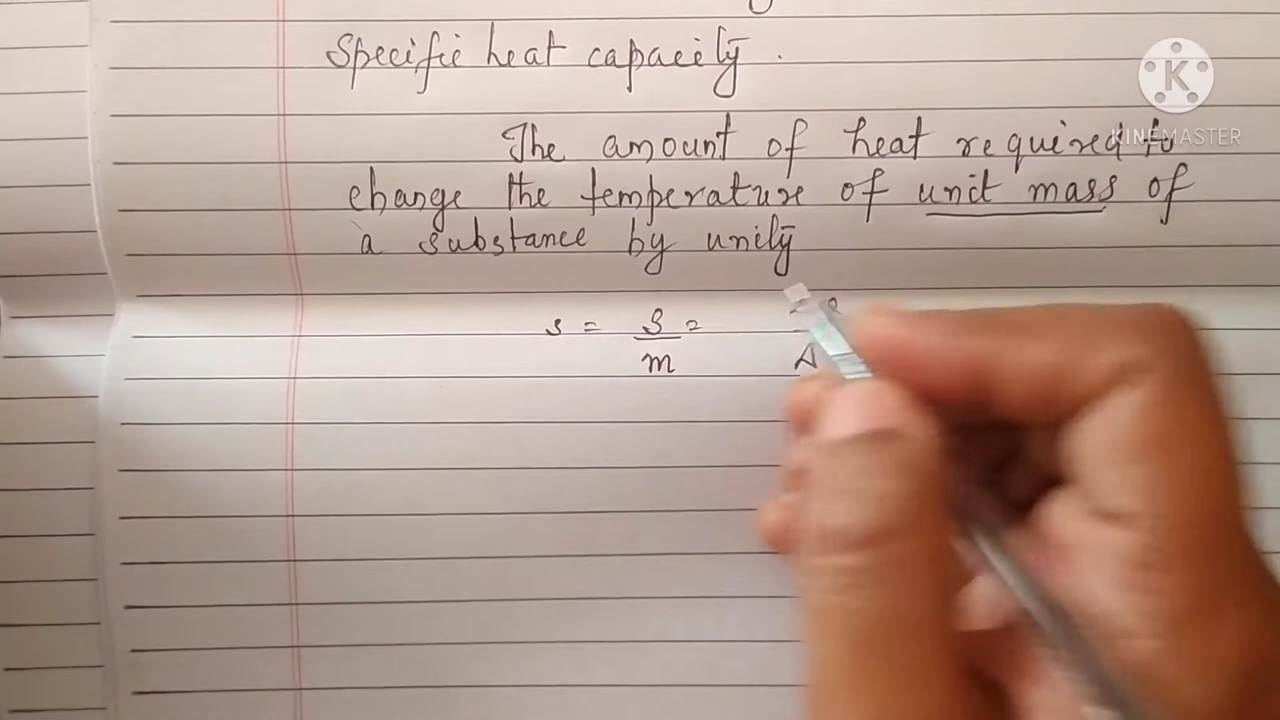 Specific heat capacity.
The amount of heat required to
change the temperature of unit mass of
a substance by unity
s = S =
m
Δ
K
KINEMASTER